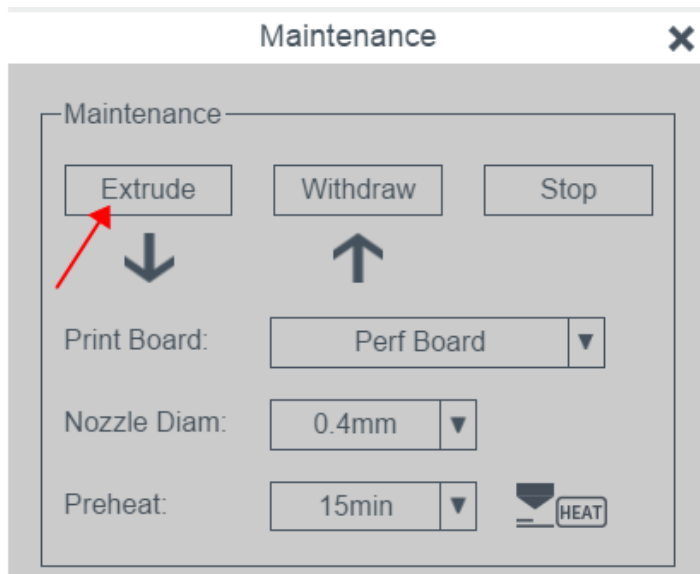 Maintenance
Maintenance
Extrude Withdraw Stop
Print Board: Perf Board
Nozzle Diam: 0.4mm
Preheat: 15min HEAT